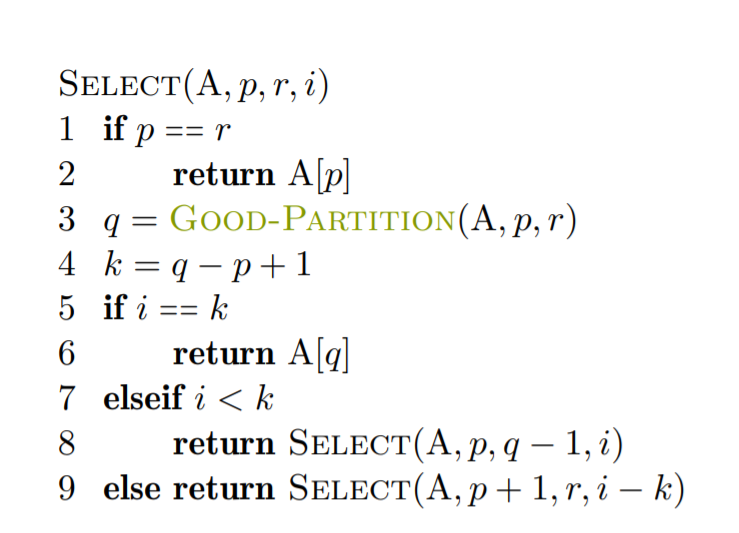 SELECT(A, p, r, i)
1 if p == r
2 return A[p]
3 q = GOOD-PARTITION(A, p, r)
4 k = q − p + 1
5 if i == k
6 return A[q]
7 elseif i < k
8 return SELECT(A, p, q − 1, i)
9 else return SELECT(A, p + 1, r, i − k)